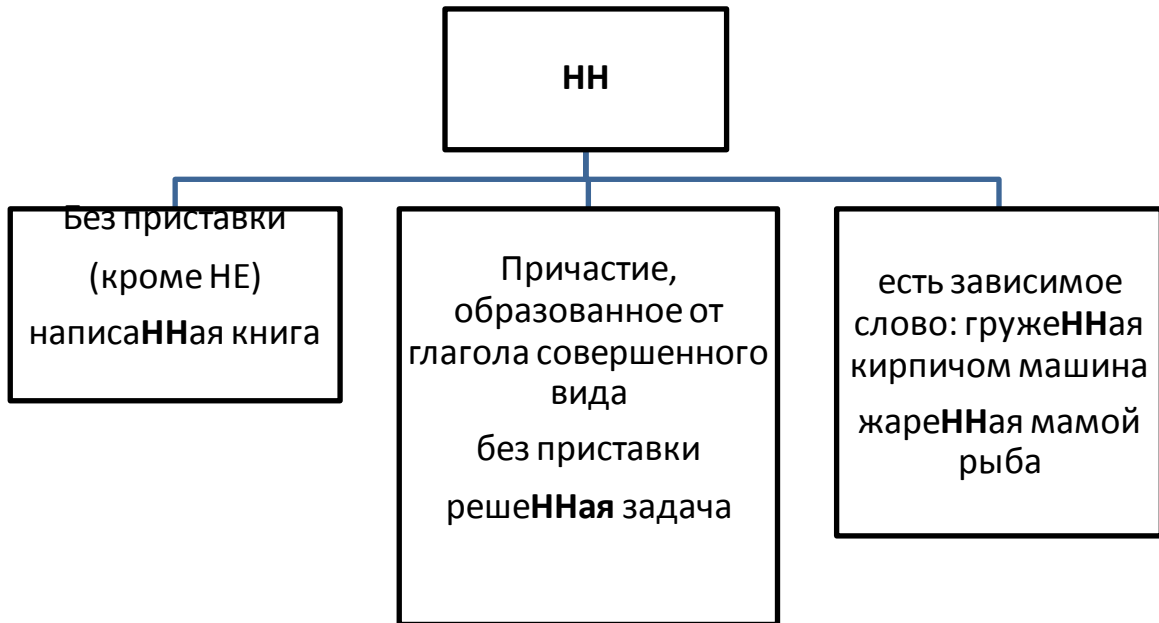 НН
Без приставки
(кроме НЕ)
написаННая книга
Причастие,
образованное от
глагола совершенного
вида
без приставки
решеННая задача
есть зависимое
слово: гружеННая
кирпичом машина
жареННая мамой
рыба